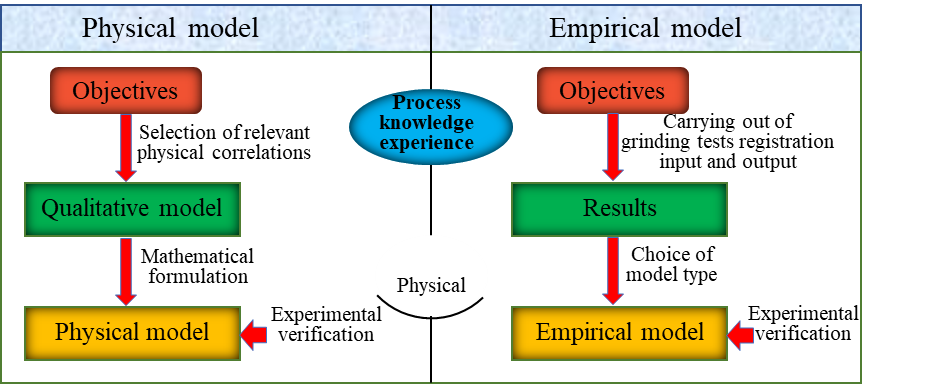 Physical model
Empirical model
Objectives
Selection of relevant
physical correlations
Qualitative model
Mathematical
formulation
Physical model
Experimental
verification
Process
knowledge
experience
Physical
Objectives
Carrying out of
grinding tests registration
input and output
Results
Choice of
model type
Empirical model
Experimental
verification